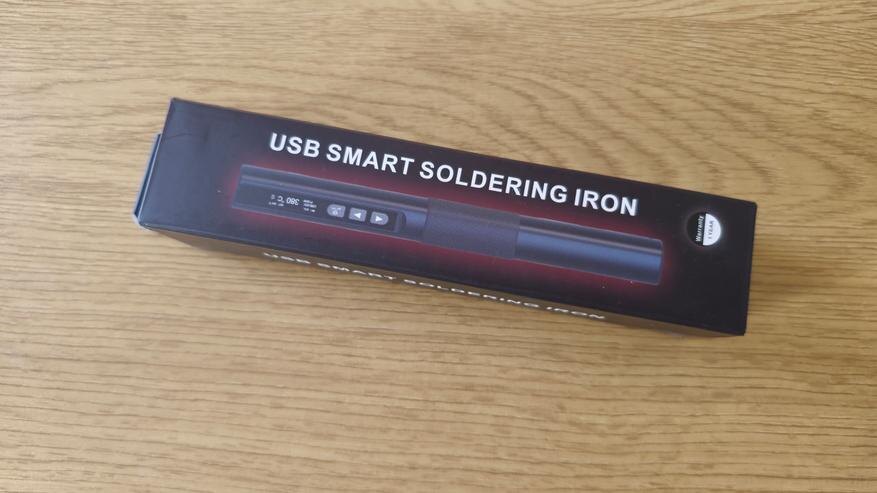 USB SMART SOLDERING IRON
380 °C
Warranty
1 YEAR
USB SMART SOLDERING IRON